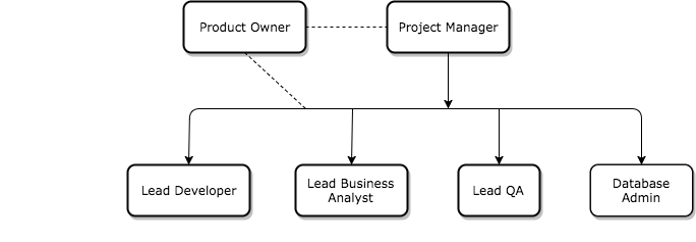 Product Owner
Project Manager
Lead Developer
Lead Business
Analyst
Lead QA
Database
Admin